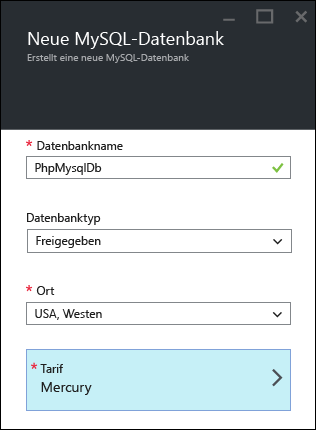 Neue MySQL-Datenbank
Erstellt eine neue MySQL-Datenbank
* Datenbankname
PhpMysqlDb
Datenbanktyp
Freigegeben
* Ort
USA, Westen
* Tarif
Mercury